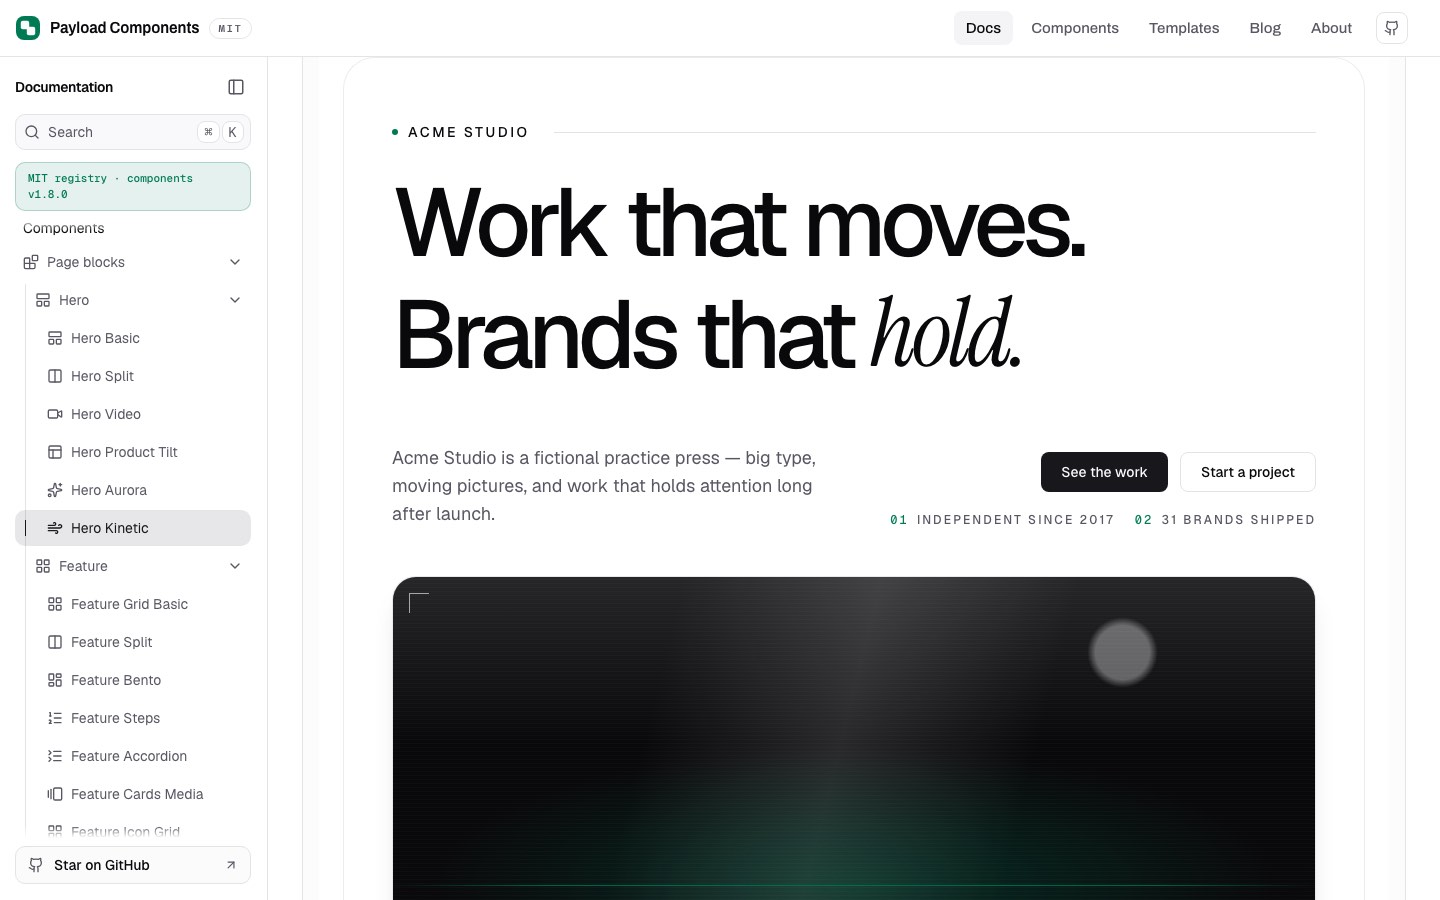 Payload Components
MIT
Docs
Components
Templates
Blog
About
Documentation
Search
⌘ K
MIT registry · components
v1.8.0
Components
Page blocks
Hero
Hero Basic
Hero Split
Hero Video
Hero Product Tilt
Hero Aurora
Hero Kinetic
Feature
Feature Grid Basic
Feature Split
Feature Bento
Feature Steps
Feature Accordion
Feature Cards Media
Feature Icon Grid
Star on GitHub
ACME STUDIO
Work that moves.
Brands that hold.
Acme Studio is a fictional practice press — big type,
moving pictures, and work that holds attention long
after launch.
See the work
Start a project
01 INDEPENDENT SINCE 2017 02 31 BRANDS SHIPPED